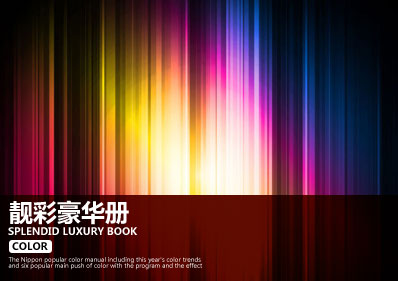 靓彩豪华册
SPLENDID LUXURY BOOK
COLOR
The Nippon popular color manual including this year's color trends
and six popular main push of color with the program and the effect